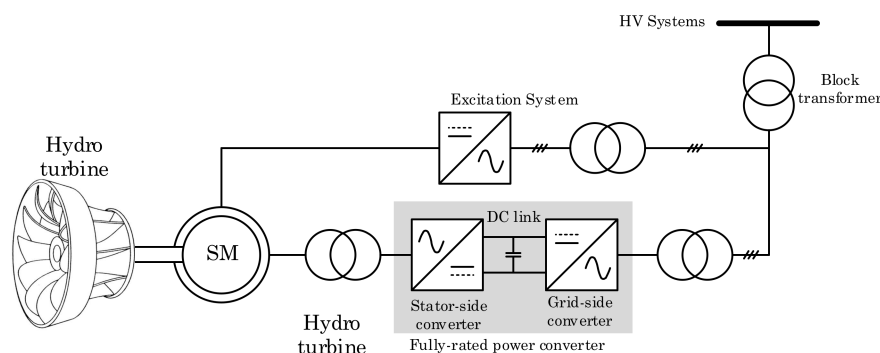 HV Systems
Block
transformer
Excitation System
Hydro
turbine
SM
DC link
Stator-side
converter
Grid-side
converter
Hydro
turbine
Fully-rated power converter